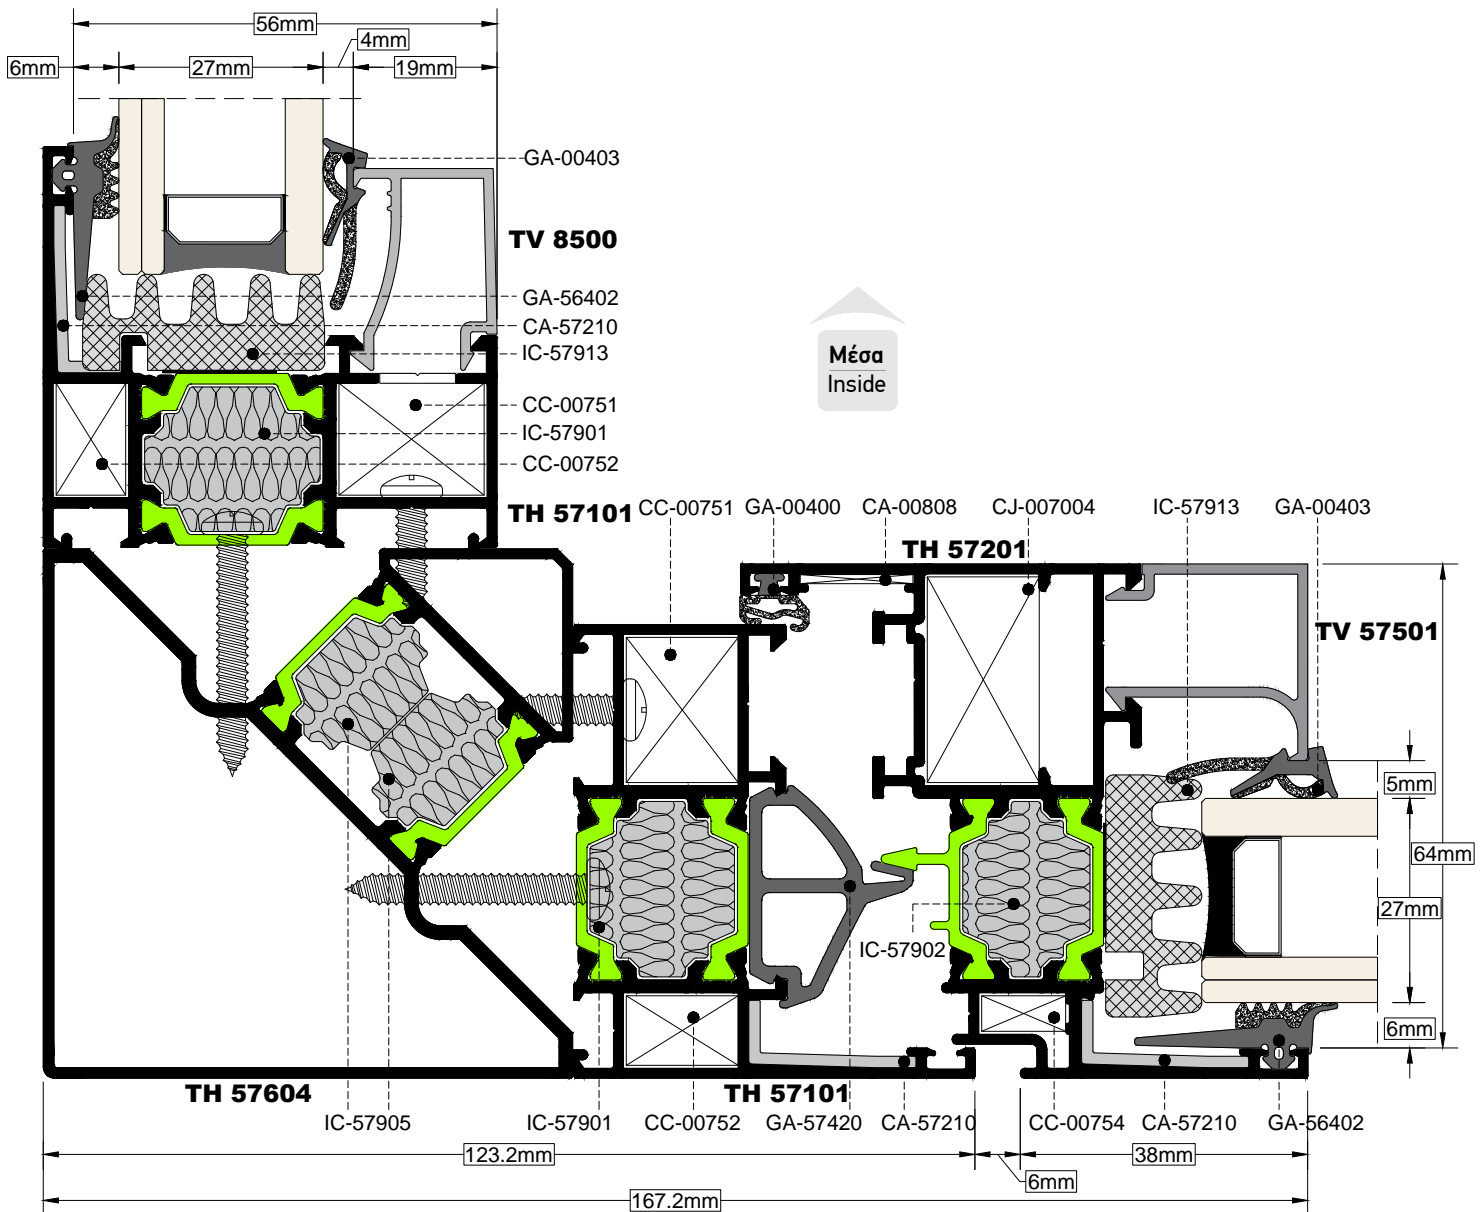 56mm
4mm
6mm
27mm
19mm
GA-00403
TV 8500
GA-56402
CA-57210
IC-57913
CC-00751
IC-57901
CC-00752
Μέσα
Inside
TH 57101
CC-00751
GA-00400
CA-00808
CJ-007004
IC-57913
GA-00403
TH 57201
TV 57501
5mm
64mm
27mm
IC-57902
6mm
TH 57604
TH 57101
IC-57905
IC-57901
CC-00752
GA-57420
CA-57210
CC-00754
CA-57210
GA-56402
123.2mm
38mm
6mm
167.2mm